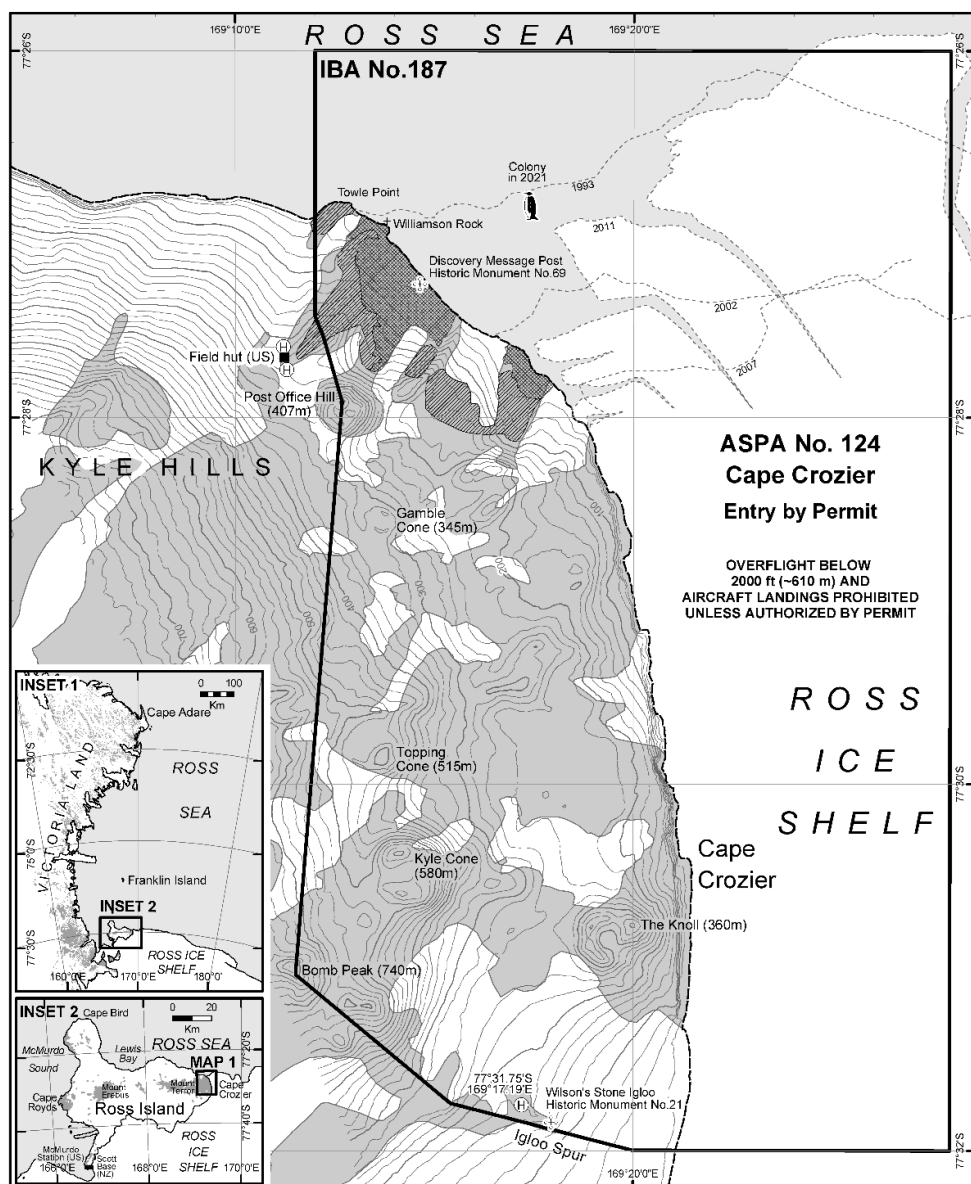 169°10'0"E
ROSS SEA
169°20'0"E
77°26'S
77°26'S
IBA No.187
Colony
in 2021
1993
Towle Point
Williamson Rock
2011
Discovery Message Post
Historic Monument No.69
2002
H
Field hut (US)
H
2007
Post Office Hill
(407m)
77°28'S
77°28'S
KYLE HILLS
ASPA No. 124
Cape Crozier
Entry by Permit
Gamble
Cone (345m)
100
200
300
400
500
600
700
OVERFLIGHT BELOW
2000 ft (~610 m) AND
AIRCRAFT LANDINGS PROHIBITED
UNLESS AUTHORIZED BY PERMIT
ROSS
ICE
SHELF
Topping
Cone (515m)
77°30'S
Kyle Cone
(580m)
Cape
Crozier
The Knoll (360m)
Bomb Peak (740m)
77°31.75'S
169°17.19'E
H
Wilson's Stone Igloo
Historic Monument No.21
Igloo Spur
169°20'0"E
77°32'S
INSET 1
0 100
Km
Cape Adare
72°30'S
VICTORIA LAND
ROSS
SEA
75°0'S
Franklin Island
INSET 2
77°30'S
ROSS ICE
SHELF
160°0'E
170°0'E
180°0'
INSET 2
Cape Bird
0 20
Km
McMurdo
Sound
Lewis
Bay
ROSS SEA
MAP 1
77°20'S
Mount
Erebus
Mount
Terror
Cape
Crozier
Cape
Royds
Ross Island
77°40'S
McMurdo
Station (US)
Scott
Base
(NZ)
ROSS
ICE
SHELF
166°0'E
168°0'E
170°0'E